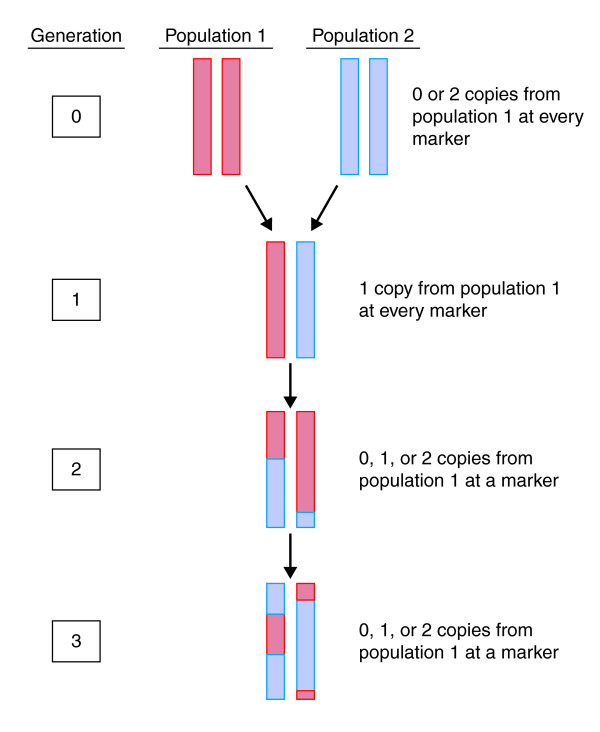 Generation Population 1 Population 2
0
0 or 2 copies from
population 1 at every
marker
1
1 copy from population 1
at every marker
2
0, 1, or 2 copies from
population 1 at a marker
3
0, 1, or 2 copies from
population 1 at a marker